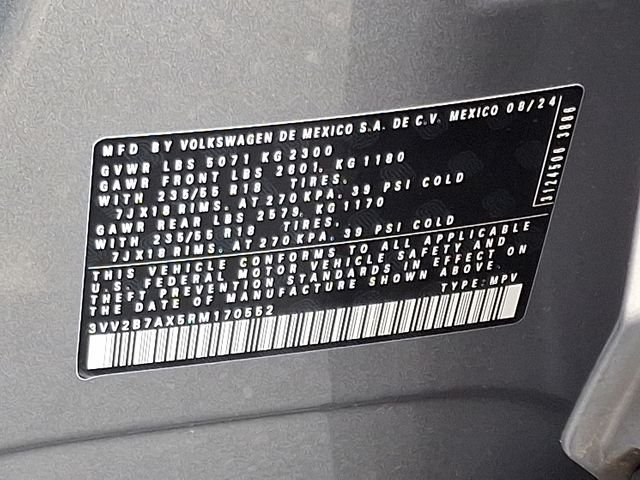 MFD BY VOLKSWAGEN DE MEXICO S.A. DE C.V. MEXICO 08/24
GVWR LBS 5071 KG 2300
GAWR FRONT LBS 2601, KG 1180
WITH 235/55 R18 TIRES,
7JX18 RIMS, AT 270 KPA, 39 PSI COLD
GAWR REAR LBS 2579, KG 1170
WITH 235/55 R18 TIRES,
7JX18 RIMS, AT 270 KPA, 39 PSI COLD
THIS VEHICLE CONFORMS TO ALL APPLICABLE
U.S. FEDERAL MOTOR VEHICLE SAFETY AND
THEFT PREVENTION STANDARDS IN EFFECT ON
THE DATE OF MANUFACTURE SHOWN ABOVE.
3VV2B7AX5RM170552 TYPE: MPV
3124506 3806